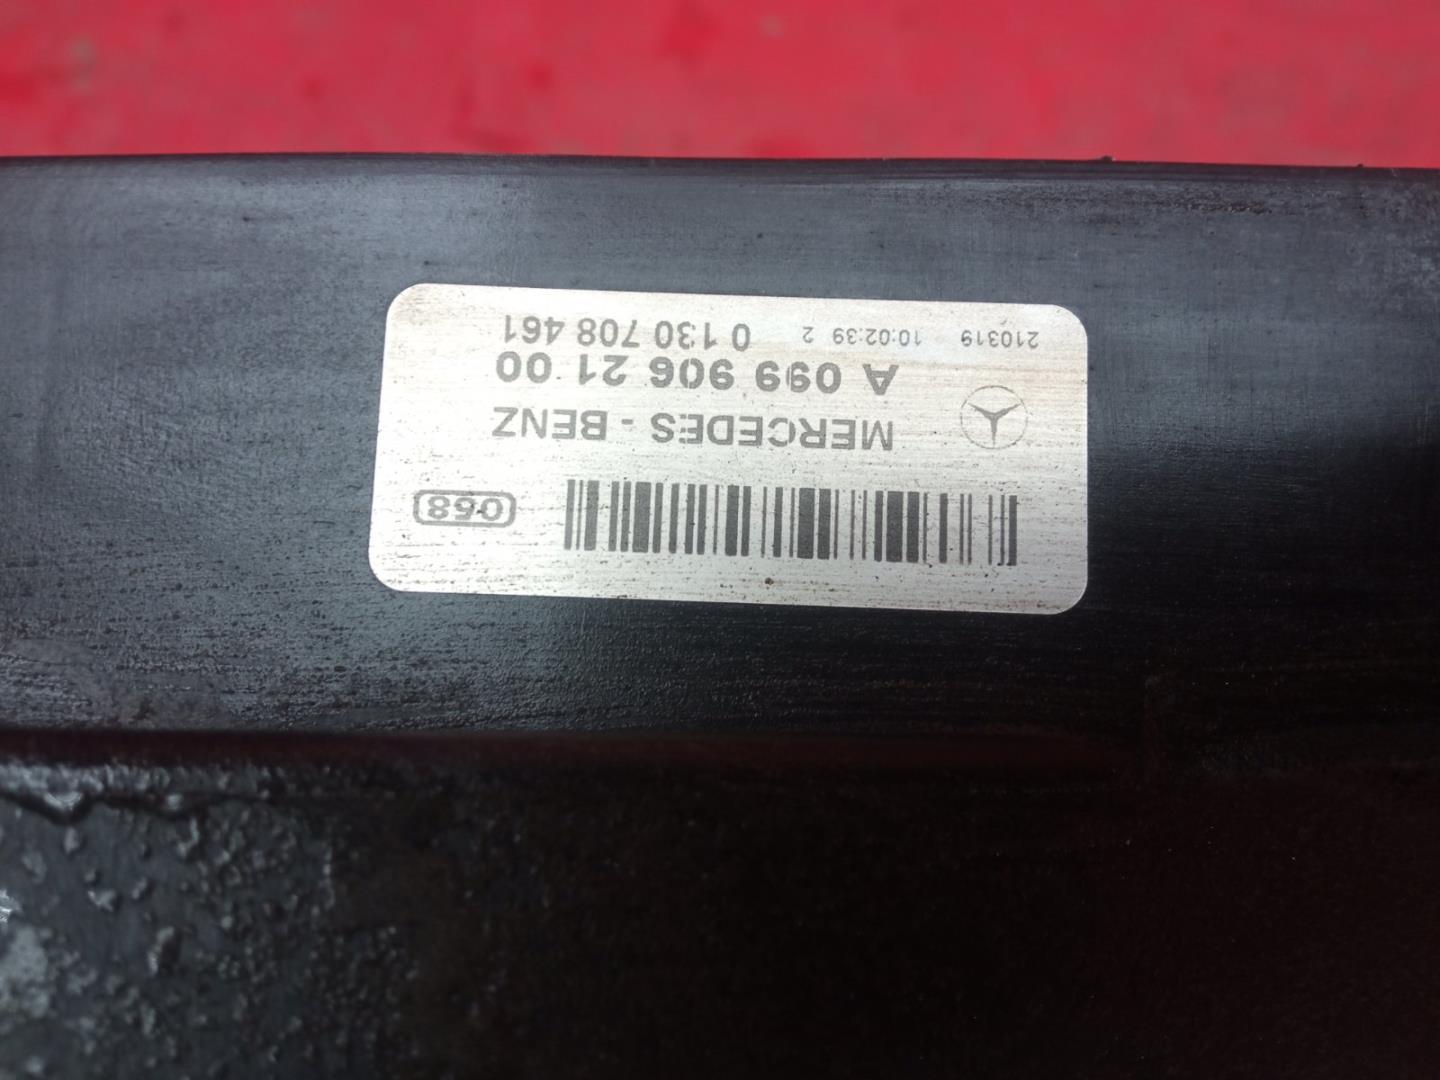 068
MERCEDES - BENZ
A 099 906 21 00
210319 10:02:39 2 0 130 708 461